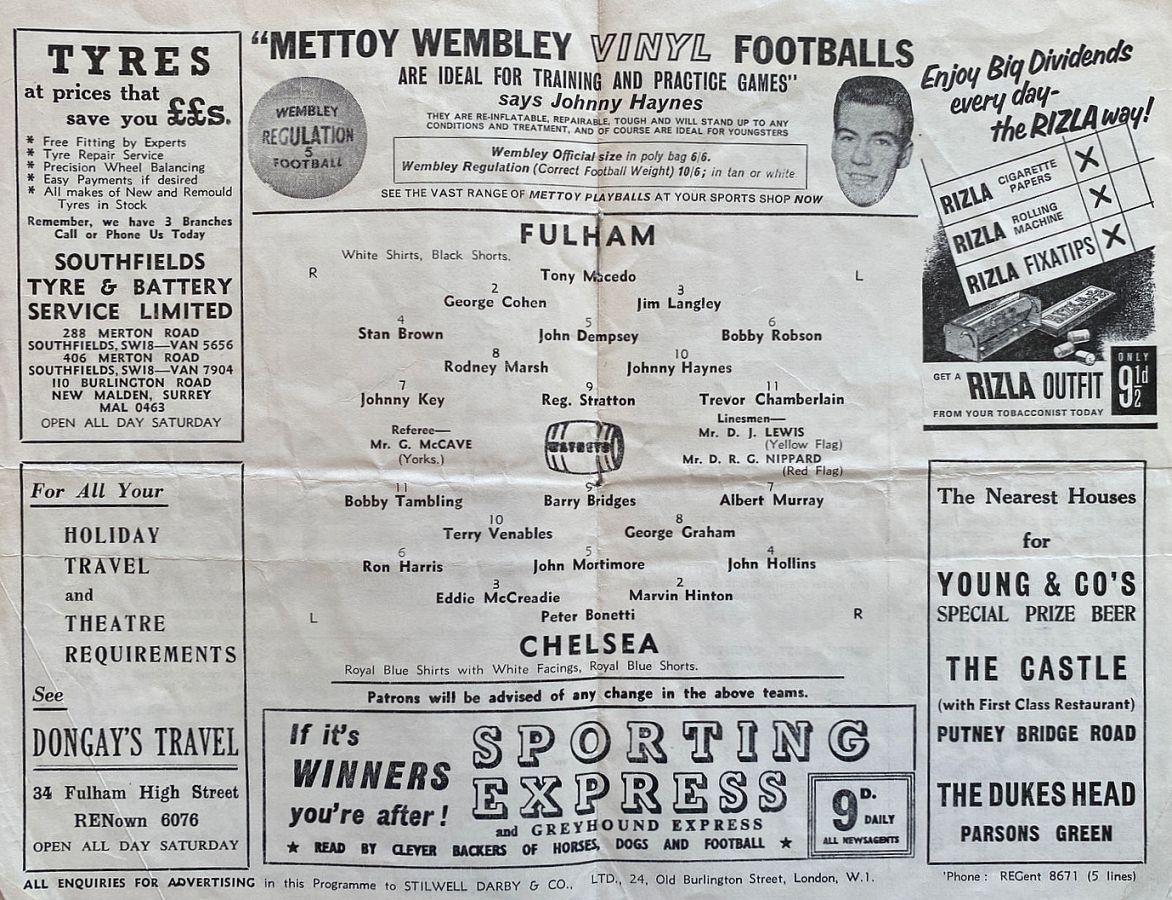 TYRES
at prices that
save you ££s.
* Free Fitting by Experts
* Tyre Repair Service
* Precision Wheel Balancing
* Easy Payments if desired
* All makes of New and Remould
Tyres in Stock
Remember, we have 3 Branches
Call or Phone Us Today
SOUTHFIELDS
TYRE & BATTERY
SERVICE LIMITED
288 MERTON ROAD
SOUTHFIELDS, SW18—VAN 5656
406 MERTON ROAD
SOUTHFIELDS, SW18—VAN 7904
110 BURLINGTON ROAD
NEW MALDEN, SURREY
MAL 0463
OPEN ALL DAY SATURDAY
For All Your
HOLIDAY
TRAVEL
and
THEATRE
REQUIREMENTS
See
DONGAY'S TRAVEL
34 Fulham High Street
RENown 6076
OPEN ALL DAY SATURDAY
"METTOY WEMBLEY VINYL FOOTBALLS
ARE IDEAL FOR TRAINING AND PRACTICE GAMES"
says Johnny Haynes
THEY ARE RE-INFLATABLE, REPAIRABLE, TOUGH AND WILL STAND UP TO ANY
CONDITIONS AND TREATMENT, AND OF COURSE ARE IDEAL FOR YOUNGSTERS
WEMBLEY
REGULATION
5
FOOTBALL
Wembley Official size in poly bag 6/6.
Wembley Regulation (Correct Football Weight) 10/6; in tan or white
SEE THE VAST RANGE OF METTOY PLAYBALLS AT YOUR SPORTS SHOP NOW
FULHAM
White Shirts, Black Shorts.
R Tony Macedo L
2 3
George Cohen Jim Langley
4 5 6
Stan Brown John Dempsey Bobby Robson
8 10
Rodney Marsh Johnny Haynes
7 9 11
Johnny Key Reg. Stratton Trevor Chamberlain
Referee—
Mr. G. McCAVE
(Yorks.)
WATNEYS
Linesmen—
Mr. D. J. LEWIS
(Yellow Flag)
Mr. D. R. G. NIPPARD
(Red Flag)
11 9 7
Bobby Tambling Barry Bridges Albert Murray
10 8
Terry Venables George Graham
6 5 4
Ron Harris John Mortimore John Hollins
3 2
Eddie McCreadie Marvin Hinton
L Peter Bonetti R
CHELSEA
Royal Blue Shirts with White Facings, Royal Blue Shorts.
Patrons will be advised of any change in the above teams.
If it's
WINNERS
you're after!
SPORTING
EXPRESS
and GREYHOUND EXPRESS
★ READ BY CLEVER BACKERS OF HORSES, DOGS AND FOOTBALL ★
9D.
DAILY
ALL NEWSAGENTS
Enjoy Big Dividends
every day-
the RIZLA way!
RIZLA CIGARETTE PAPERS X
RIZLA ROLLING MACHINE X
RIZLA FIXATIPS X
GET A RIZLA OUTFIT
FROM YOUR TOBACCONIST TODAY
ONLY
9½d
The Nearest Houses
for
YOUNG & CO'S
SPECIAL PRIZE BEER
THE CASTLE
(with First Class Restaurant)
PUTNEY BRIDGE ROAD
THE DUKES HEAD
PARSONS GREEN
ALL ENQUIRIES FOR ADVERTISING in this Programme to STILWELL DARBY & CO., LTD., 24, Old Burlington Street, London, W.1. 'Phone: REGent 8671 (5 lines)